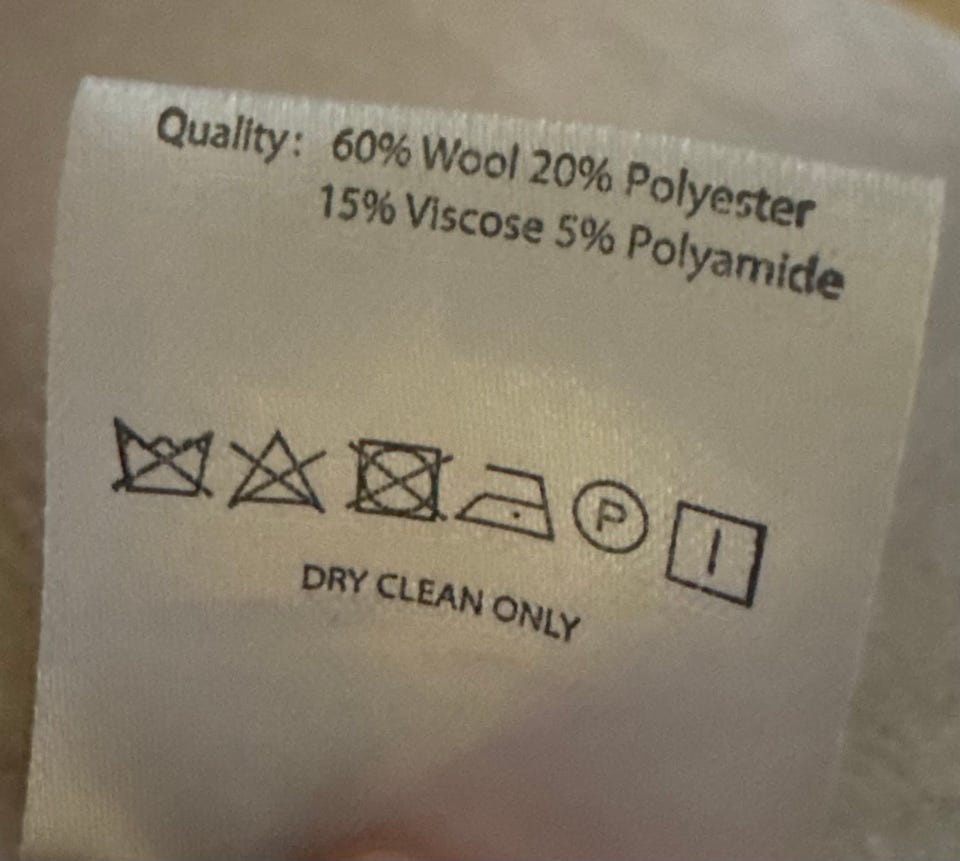 Quality: 60% Wool 20% Polyester
15% Viscose 5% Polyamide
P
DRY CLEAN ONLY